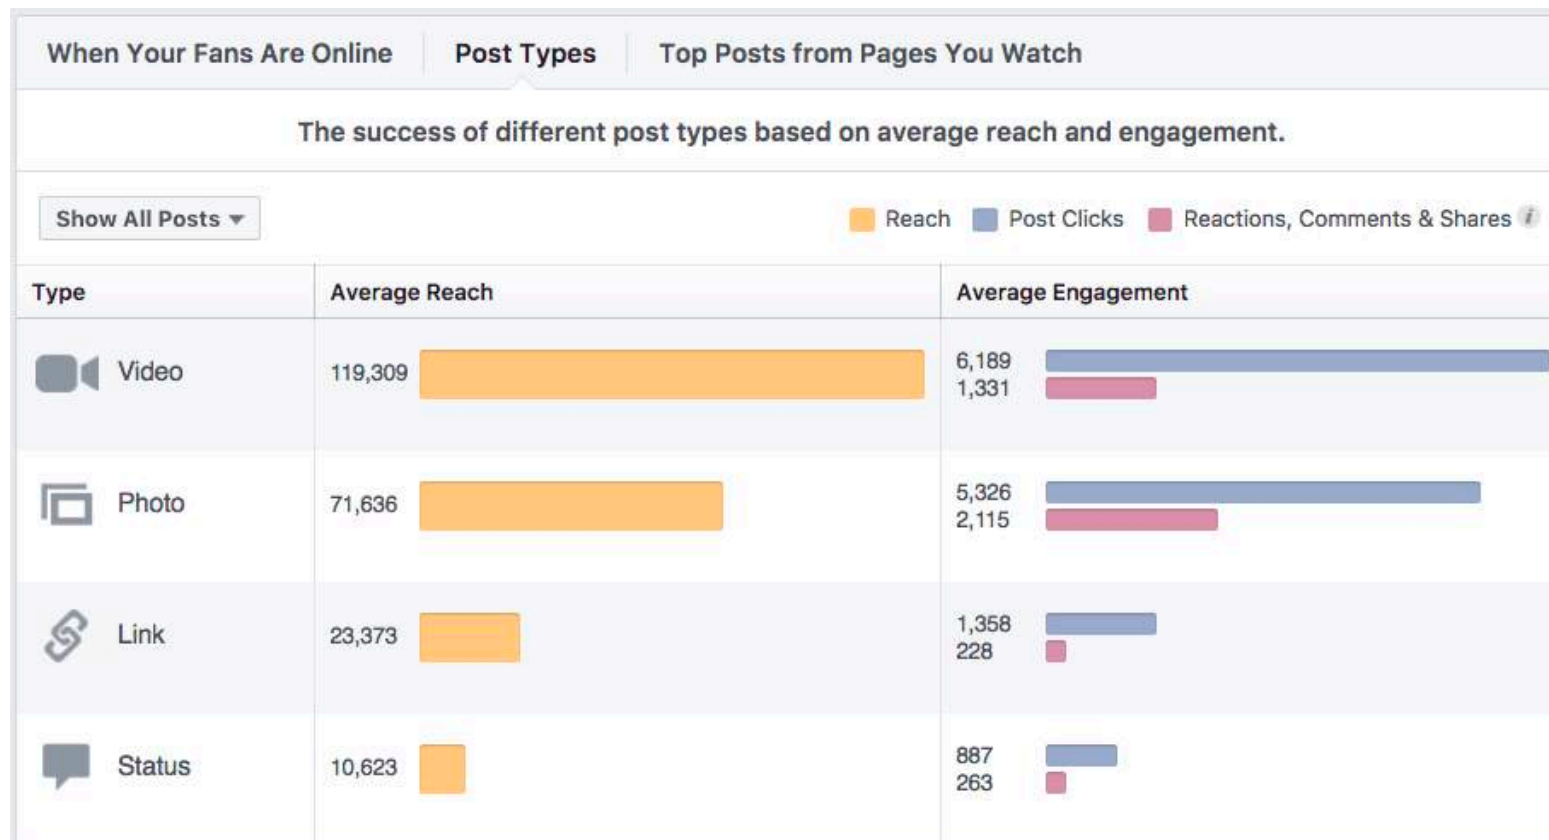 When Your Fans Are Online Post Types Top Posts from Pages You Watch
The success of different post types based on average reach and engagement.
Show All Posts Reach Post Clicks Reactions, Comments & Shares i
Type Average Reach Average Engagement
Video 119,309 6,189
1,331
Photo 71,636 5,326
2,115
Link 23,373 1,358
228
Status 10,623 887
263